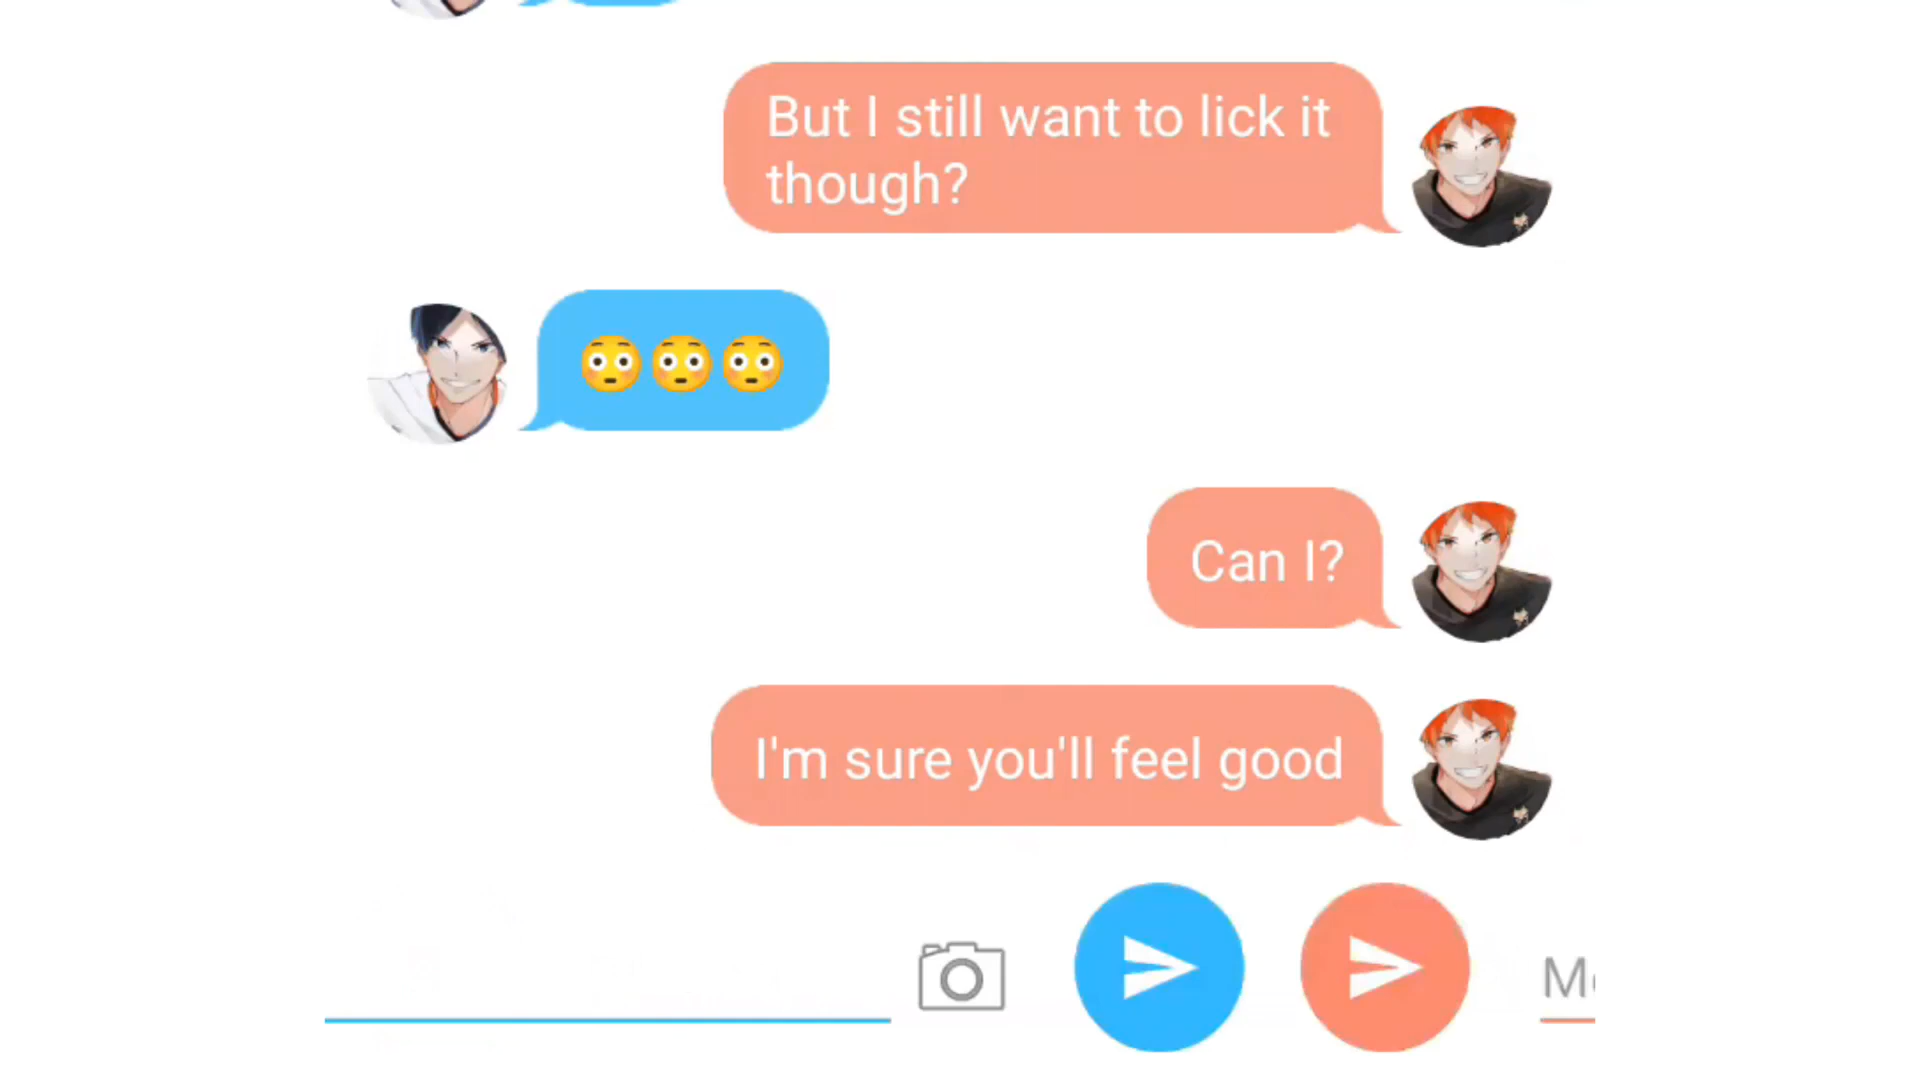 But I still want to lick it
though?
😳😳😳
Can I?
I'm sure you'll feel good